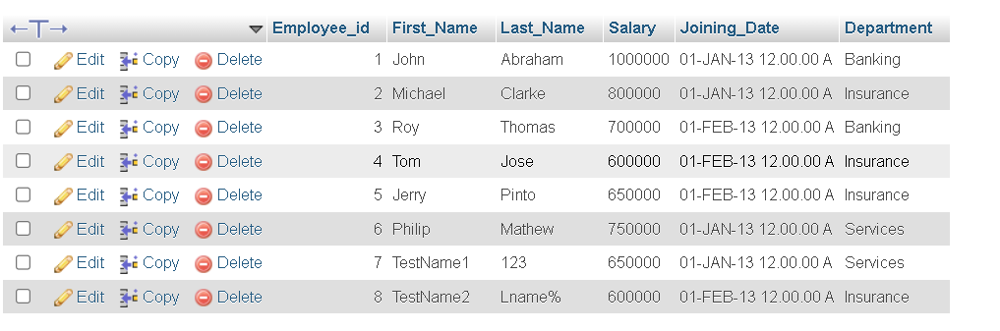 Employee_id First_Name Last_Name Salary Joining_Date Department
Edit Copy Delete 1 John Abraham 1000000 01-JAN-13 12.00.00 A Banking
Edit Copy Delete 2 Michael Clarke 800000 01-JAN-13 12.00.00 A Insurance
Edit Copy Delete 3 Roy Thomas 700000 01-FEB-13 12.00.00 A Banking
Edit Copy Delete 4 Tom Jose 600000 01-FEB-13 12.00.00 A Insurance
Edit Copy Delete 5 Jerry Pinto 650000 01-FEB-13 12.00.00 A Insurance
Edit Copy Delete 6 Philip Mathew 750000 01-JAN-13 12.00.00 A Services
Edit Copy Delete 7 TestName1 123 650000 01-JAN-13 12.00.00 A Services
Edit Copy Delete 8 TestName2 Lname% 600000 01-FEB-13 12.00.00 A Insurance